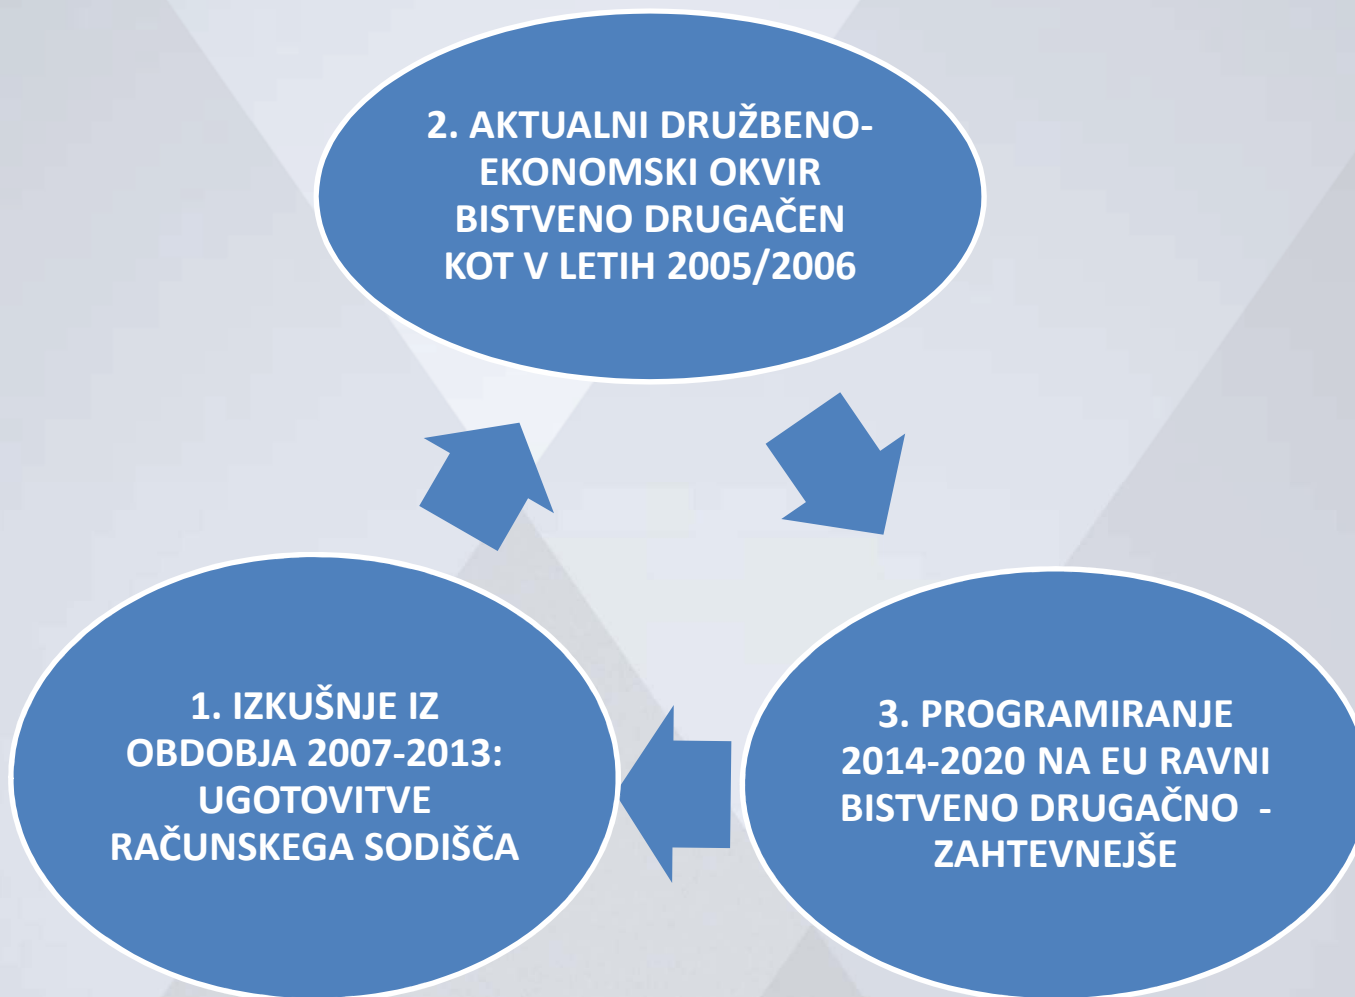 2. AKTUALNI DRUŽBENO-
EKONOMSKI OKVIR
BISTVENO DRUGAČEN
KOT V LETIH 2005/2006
1. IZKUŠNJE IZ
OBDOBJA 2007-2013:
UGOTOVITVE
RAČUNSKEGA SODIŠČA
3. PROGRAMIRANJE
2014-2020 NA EU RAVNI
BISTVENO DRUGAČNO -
ZAHTEVNEJŠE